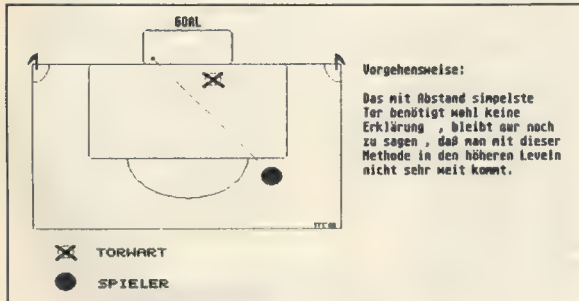 GOAL
Vorgehensweise:
Das mit Abstand simpelste
Tor benötigt wohl keine
Erklärung , bleibt nur noch
zu sagen , daß man mit dieser
Methode in den höheren Leveln
nicht sehr weit kommt.
TORWART
SPIELER